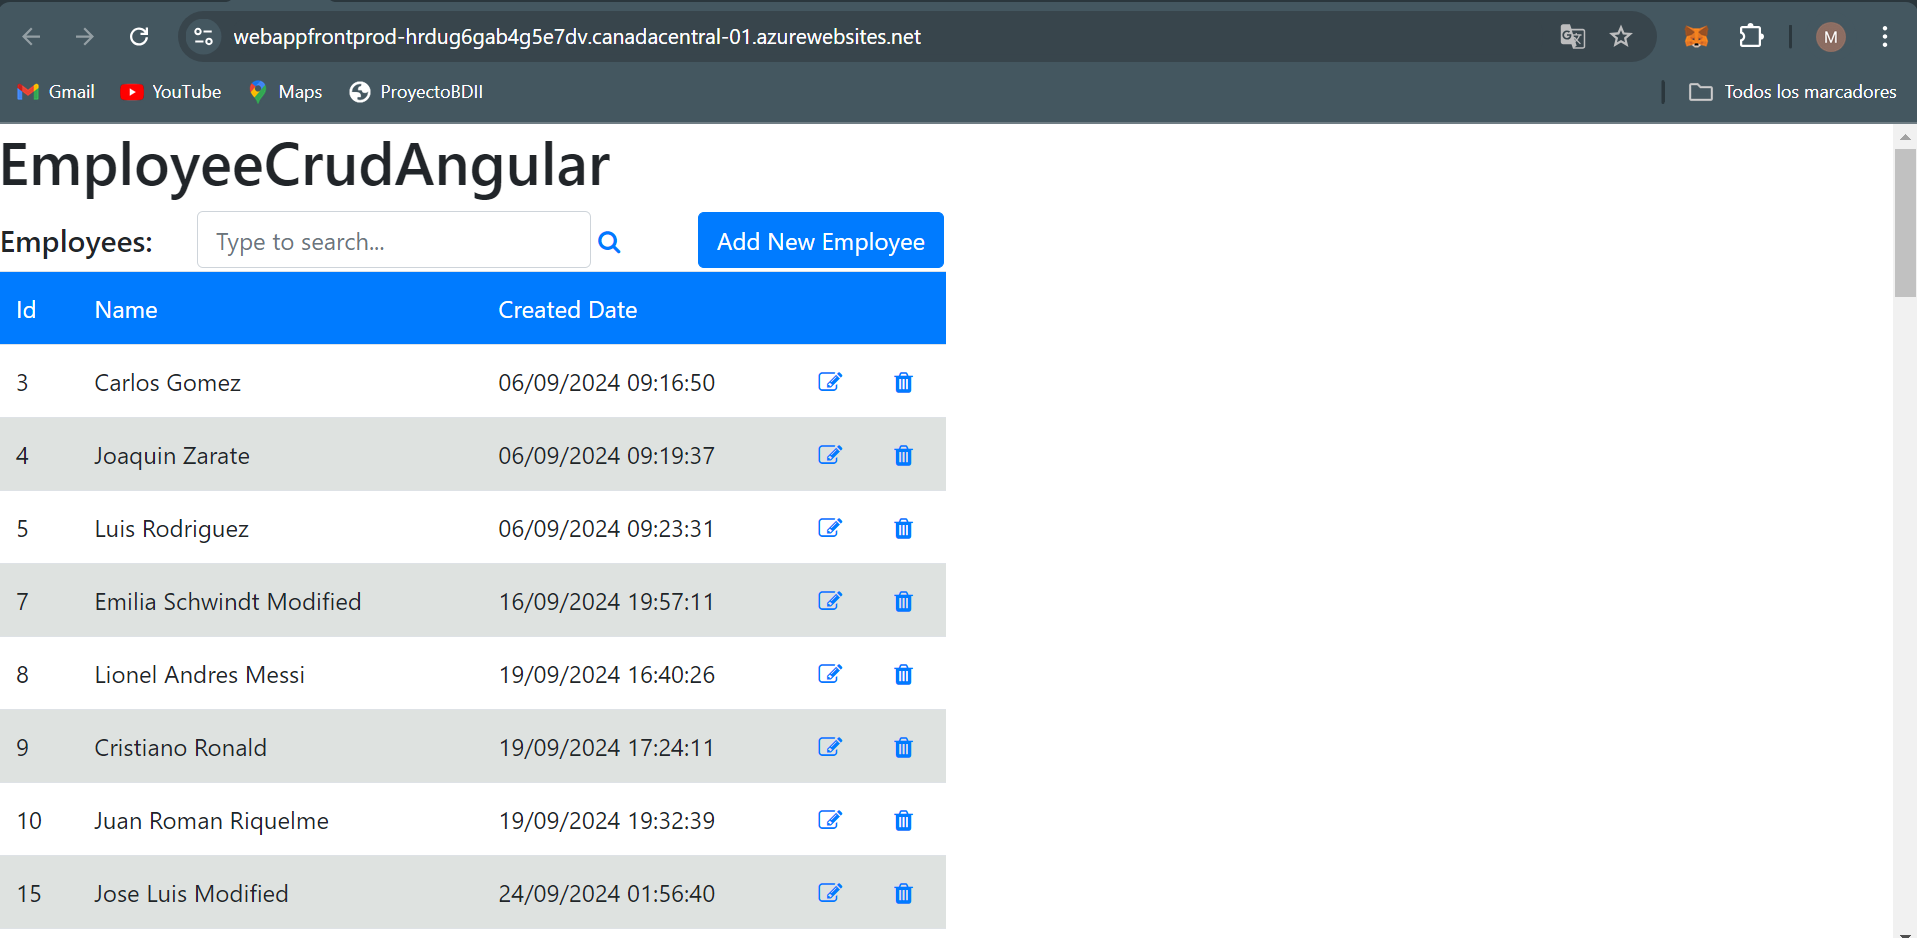 webappfrontprod-hrdug6gab4g5e7dv.canadacentral-01.azurewebsites.net
M
Gmail YouTube Maps ProyectoBDII Todos los marcadores
EmployeeCrudAngular
Employees: Type to search... Add New Employee
Id Name Created Date
3 Carlos Gomez 06/09/2024 09:16:50
4 Joaquin Zarate 06/09/2024 09:19:37
5 Luis Rodriguez 06/09/2024 09:23:31
7 Emilia Schwindt Modified 16/09/2024 19:57:11
8 Lionel Andres Messi 19/09/2024 16:40:26
9 Cristiano Ronald 19/09/2024 17:24:11
10 Juan Roman Riquelme 19/09/2024 19:32:39
15 Jose Luis Modified 24/09/2024 01:56:40